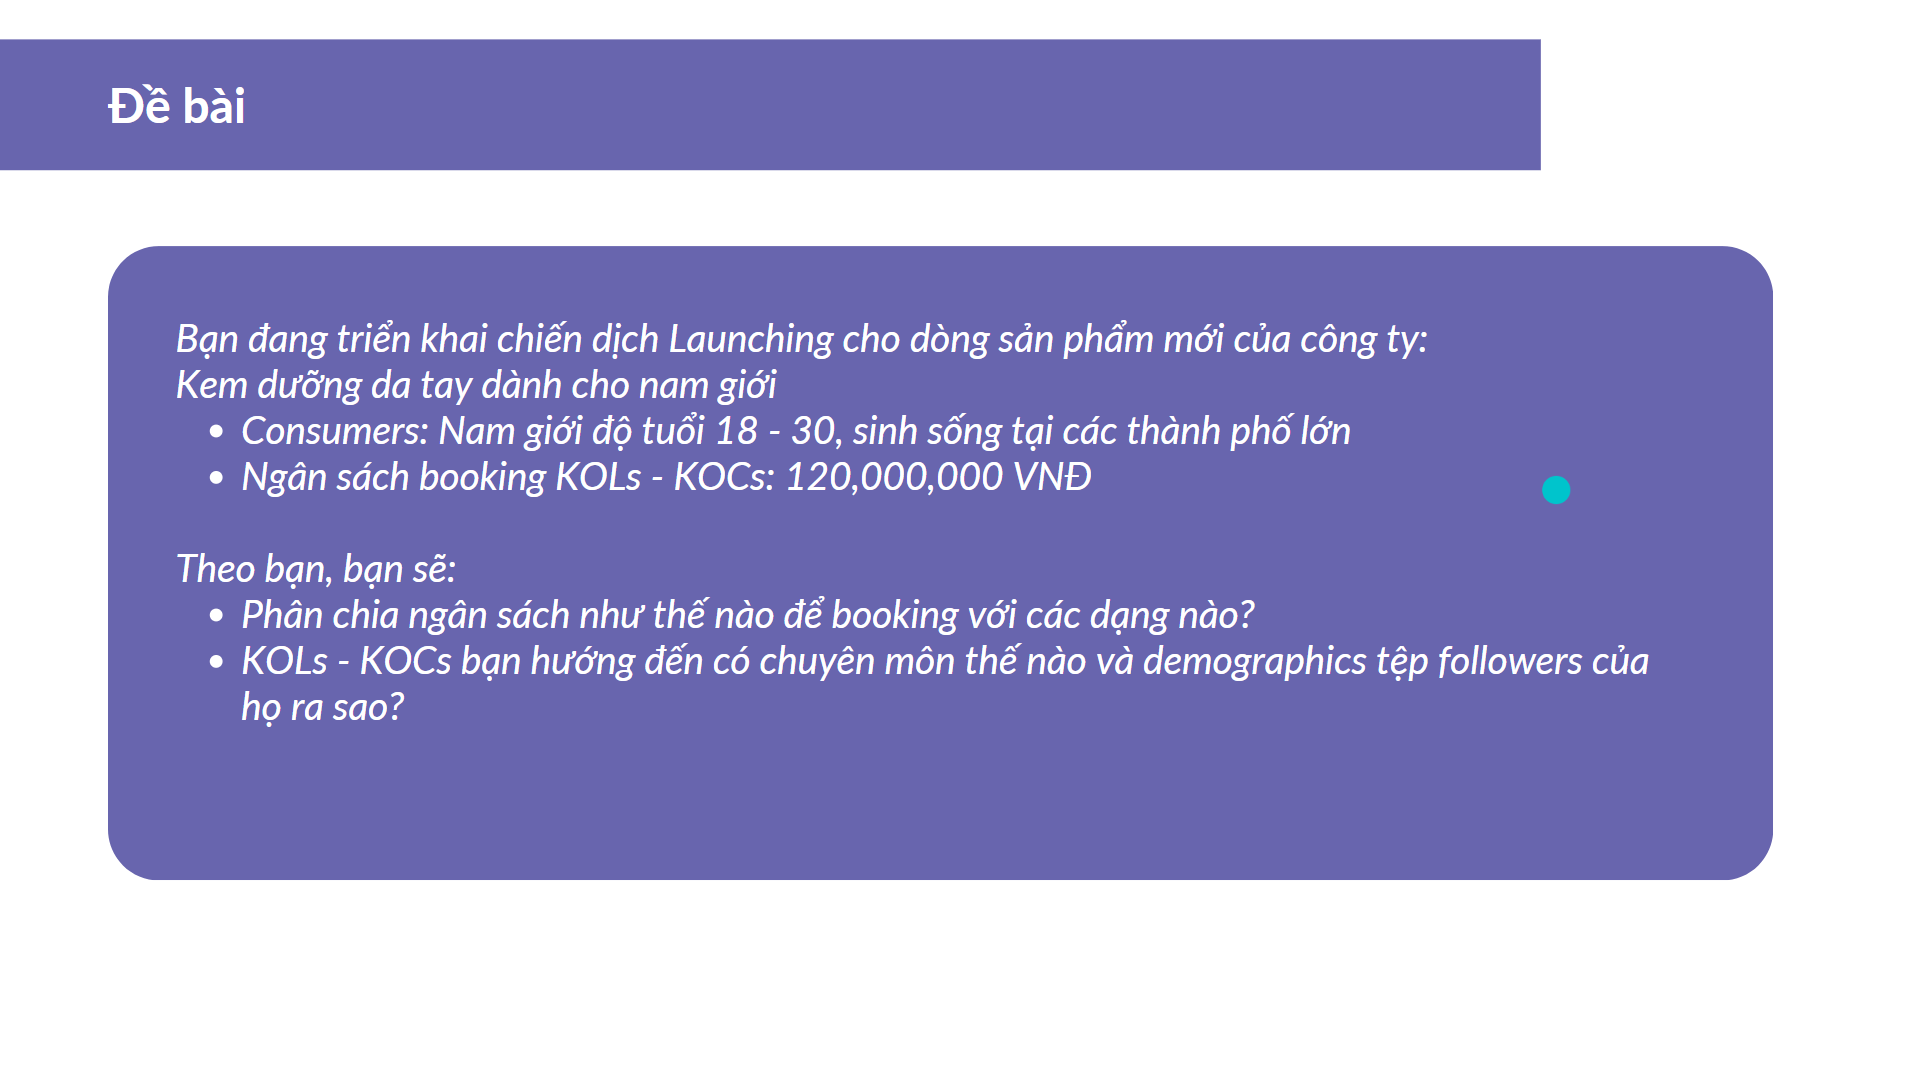 Đề bài
Bạn đang triển khai chiến dịch Launching cho dòng sản phẩm mới của công ty:
Kem dưỡng da tay dành cho nam giới
• Consumers: Nam giới độ tuổi 18 - 30, sinh sống tại các thành phố lớn
• Ngân sách booking KOLs - KOCs: 120,000,000 VNĐ
Theo bạn, bạn sẽ:
• Phân chia ngân sách như thế nào để booking với các dạng nào?
• KOLs - KOCs bạn hướng đến có chuyên môn thế nào và demographics tệp followers của
họ ra sao?